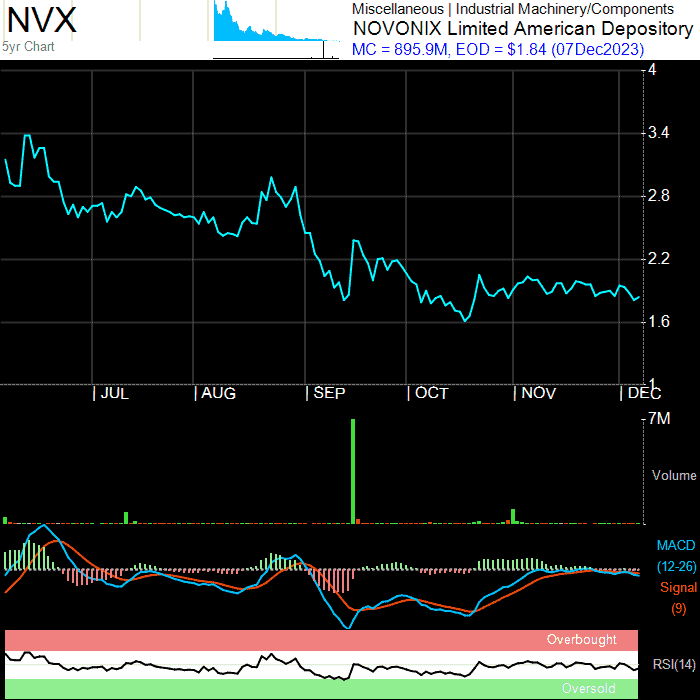 NVX
5yr Chart
Miscellaneous | Industrial Machinery/Components
NOVONIX Limited American Depository
MC = 895.9M, EOD = $1.84 (07Dec2023)
4
3.4
2.8
2.2
1.6
1
| JUL | AUG | SEP | OCT | NOV | DEC
7M
Volume
MACD
(12-26)
Signal
(9)
Overbought
RSI(14)
Oversold